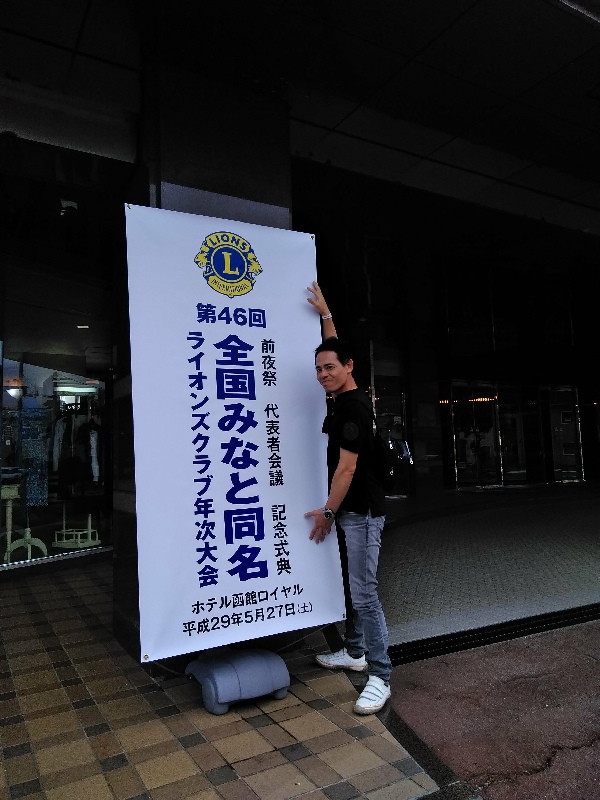 LIONS
L
INTERNATIONAL
第46回
前夜祭 代表者会議 記念式典
全国みなと同名
ライオンズクラブ年次大会
ホテル函館ロイヤル
平成29年5月27日(土)